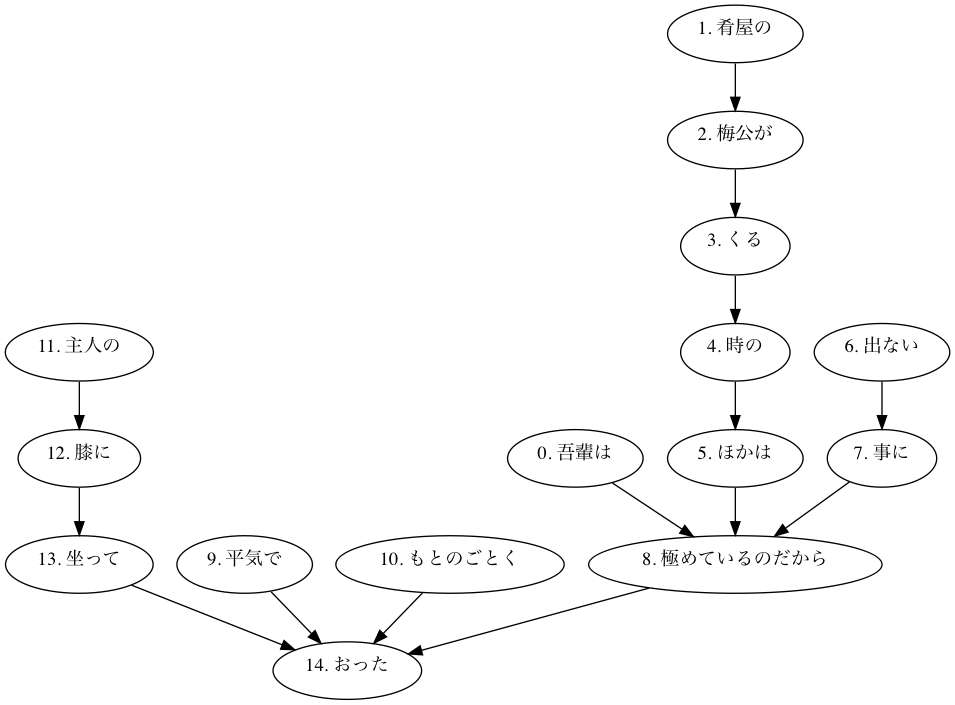 1. 肴屋の
2. 梅公が
3. くる
11. 主人の
4. 時の
6. 出ない
12. 膝に
0. 吾輩は
5. ほかは
7. 事に
13. 坐って
9. 平気で
10. もとのごとく
8. 極めているのだから
14. おった